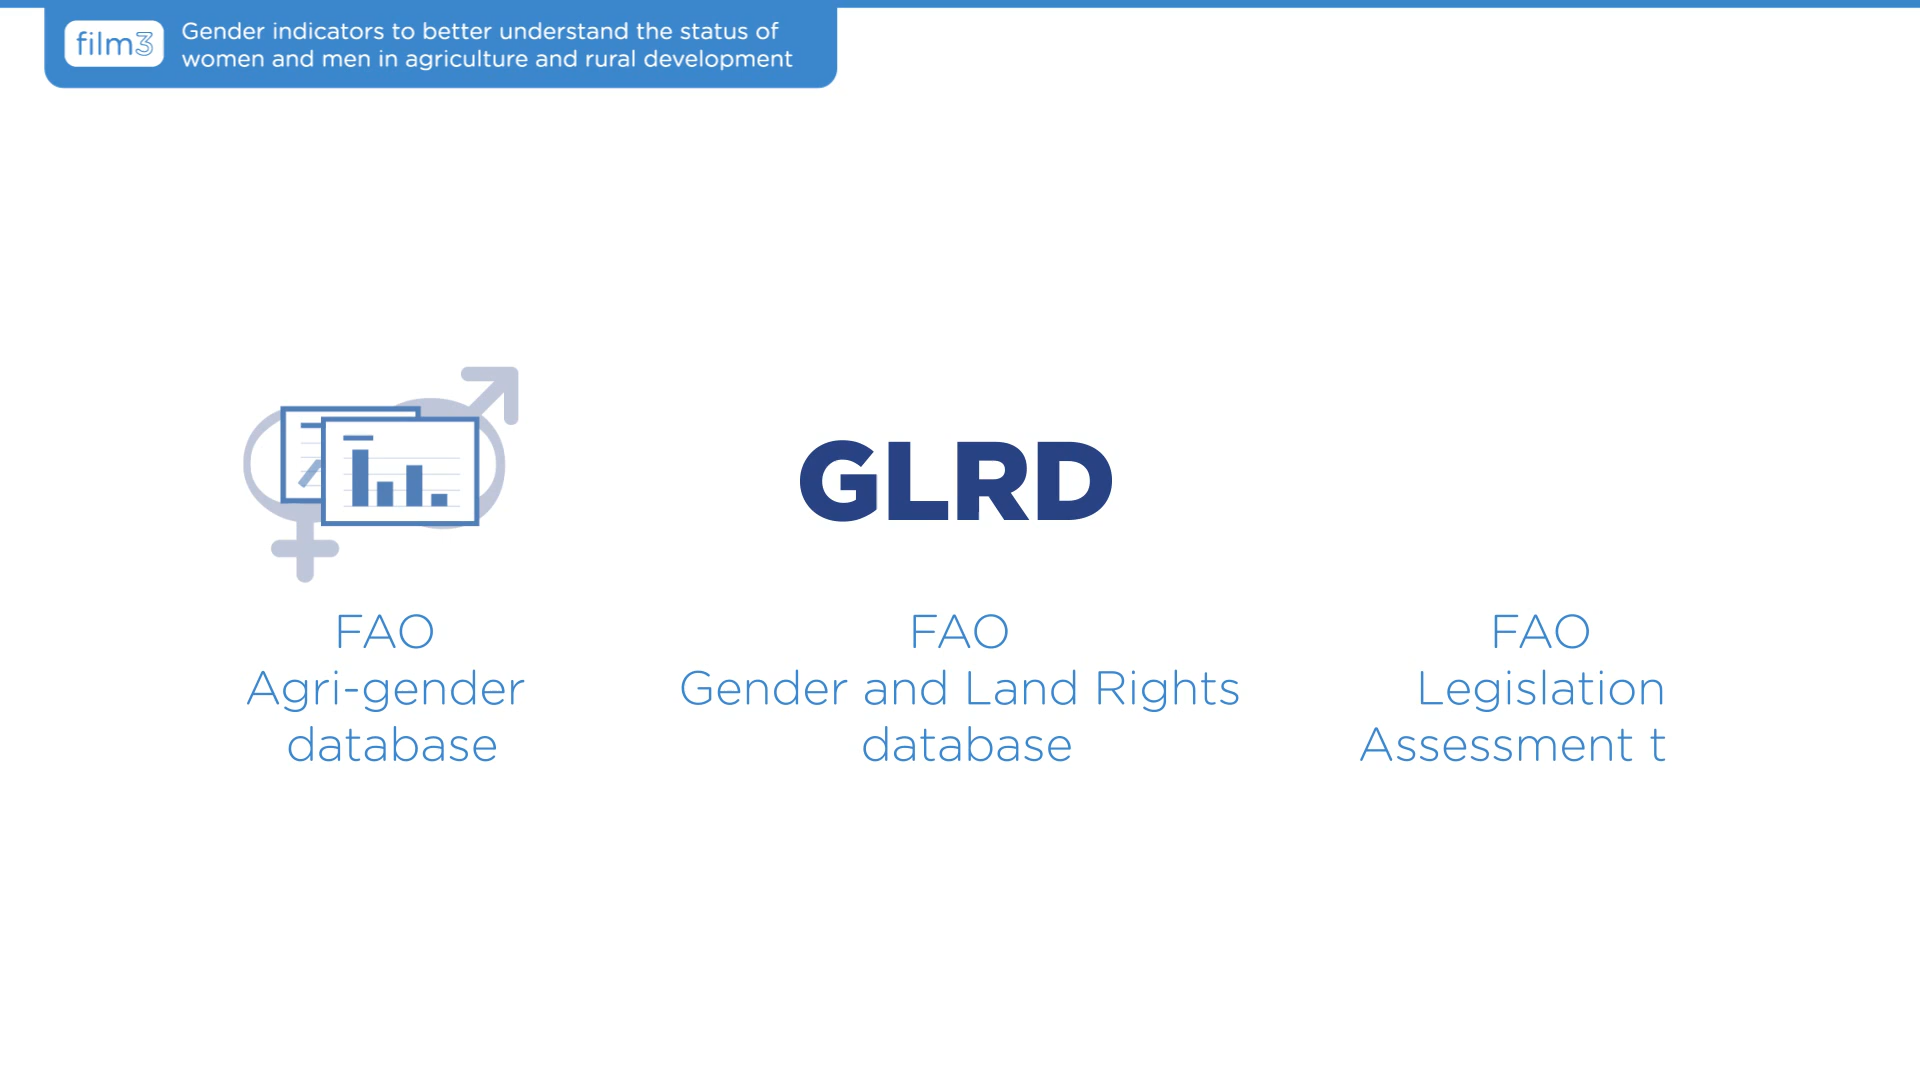 film3
Gender indicators to better understand the status of
women and men in agriculture and rural development
GLRD
FAO
Agri-gender
database
FAO
Gender and Land Rights
database
FAO
Legislation
Assessment t